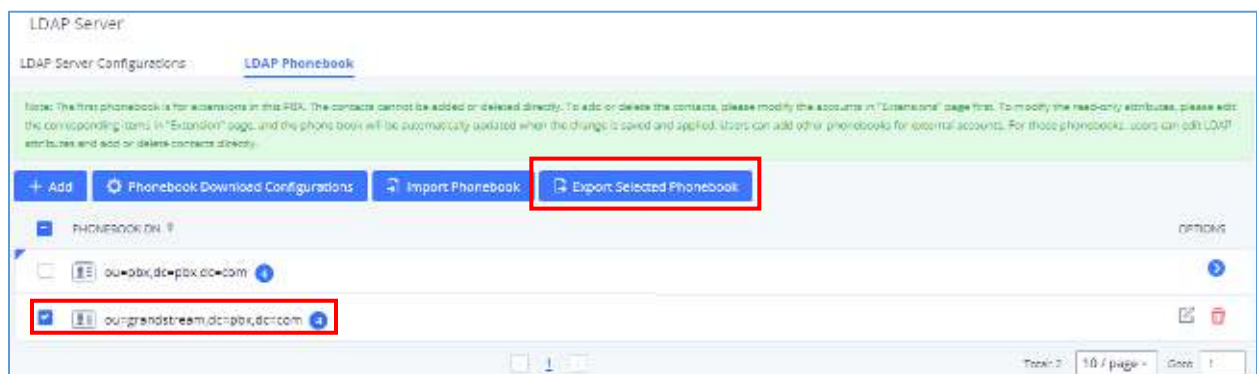 LDAP Server
LDAP Server Configurations LDAP Phonebook
Note: The first phonebook is for extensions in this PBX. The contacts cannot be added or deleted directly. To add or delete the contacts, please modify the accounts in "Extensions" page first. To modify the read-only attributes, please edit
the corresponding items in "Extension" page, and the phone book will be automatically updated when the change is saved and applied. Users can add other phonebooks for external accounts. For those phonebooks, users can edit LDAP
attributes and add or delete contacts directly.
+ Add Phonebook Download Configurations Import Phonebook Export Selected Phonebook
PHONEBOOK DN OPTIONS
ou=pbx,dc=pbx,dc=com
ou=grandstream,dc=pbx,dc=com
1 Total: 2 10 / page Goto 1